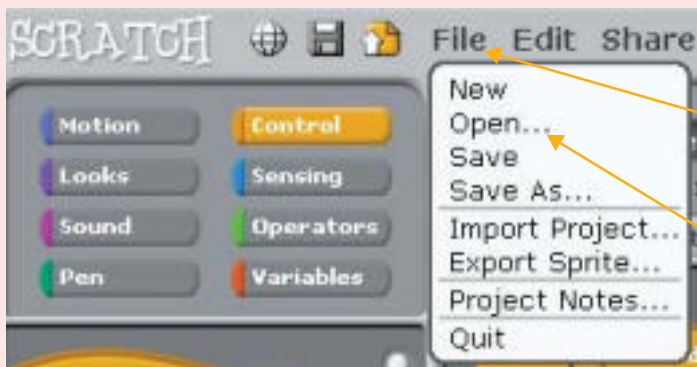 SCRATCH File Edit Share
New
Open...
Save
Save As...
Import Project...
Export Sprite...
Project Notes...
Quit
Motion Control
Looks Sensing
Sound Operators
Pen Variables